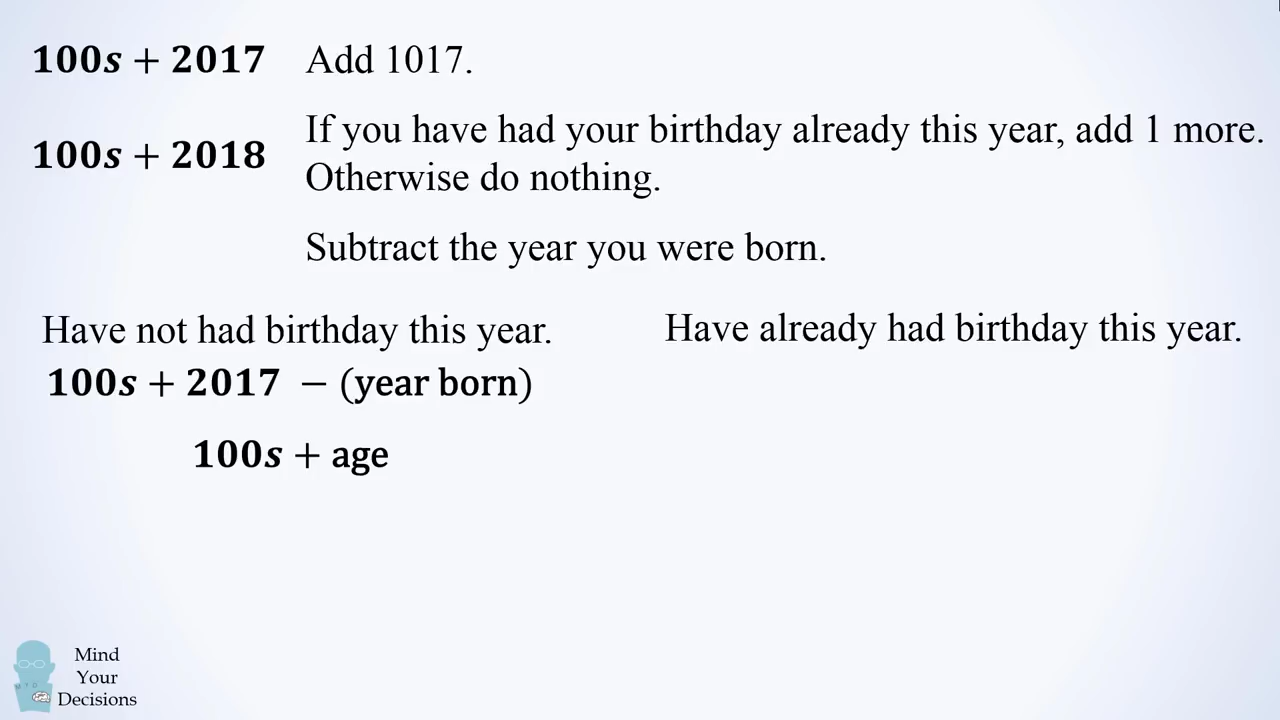 100s + 2017 Add 1017.
100s + 2018 If you have had your birthday already this year, add 1 more.
Otherwise do nothing.
Subtract the year you were born.
Have not had birthday this year. Have already had birthday this year.
100s + 2017 − (year born)
100s + age
Mind
Your
Decisions